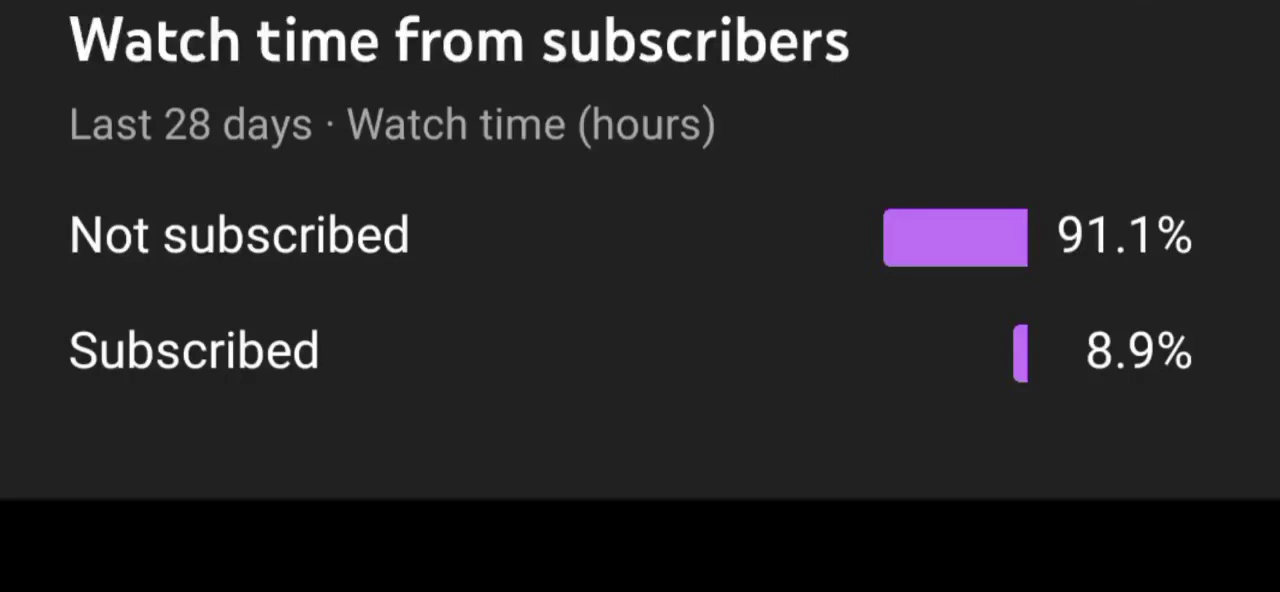 Watch time from subscribers
Last 28 days · Watch time (hours)
Not subscribed 91.1%
Subscribed 8.9%